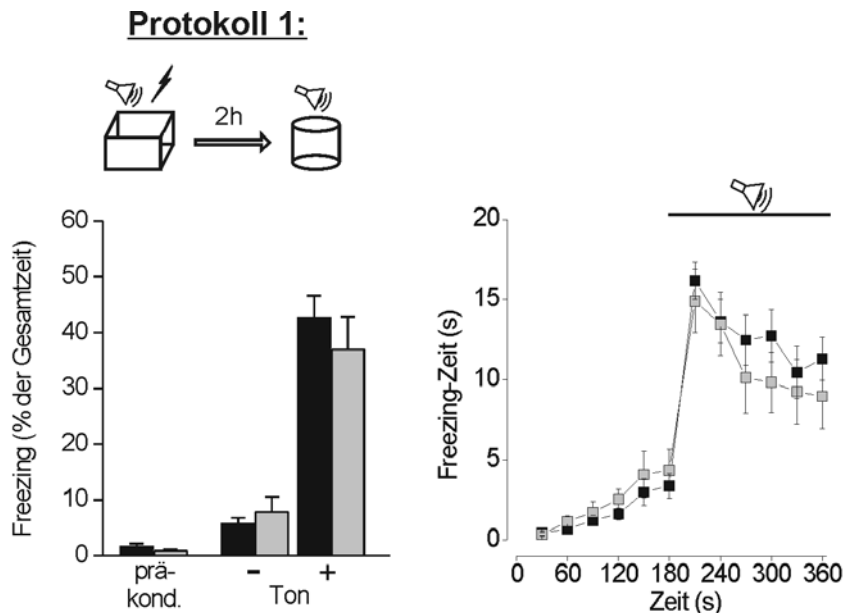 Protokoll 1:
2h
Freezing (% der Gesamtzeit)
60
50
40
30
20
10
0
prä-
kond.
- +
Ton
Freezing-Zeit (s)
20
15
10
5
0
0 60 120 180 240 300 360
Zeit (s)